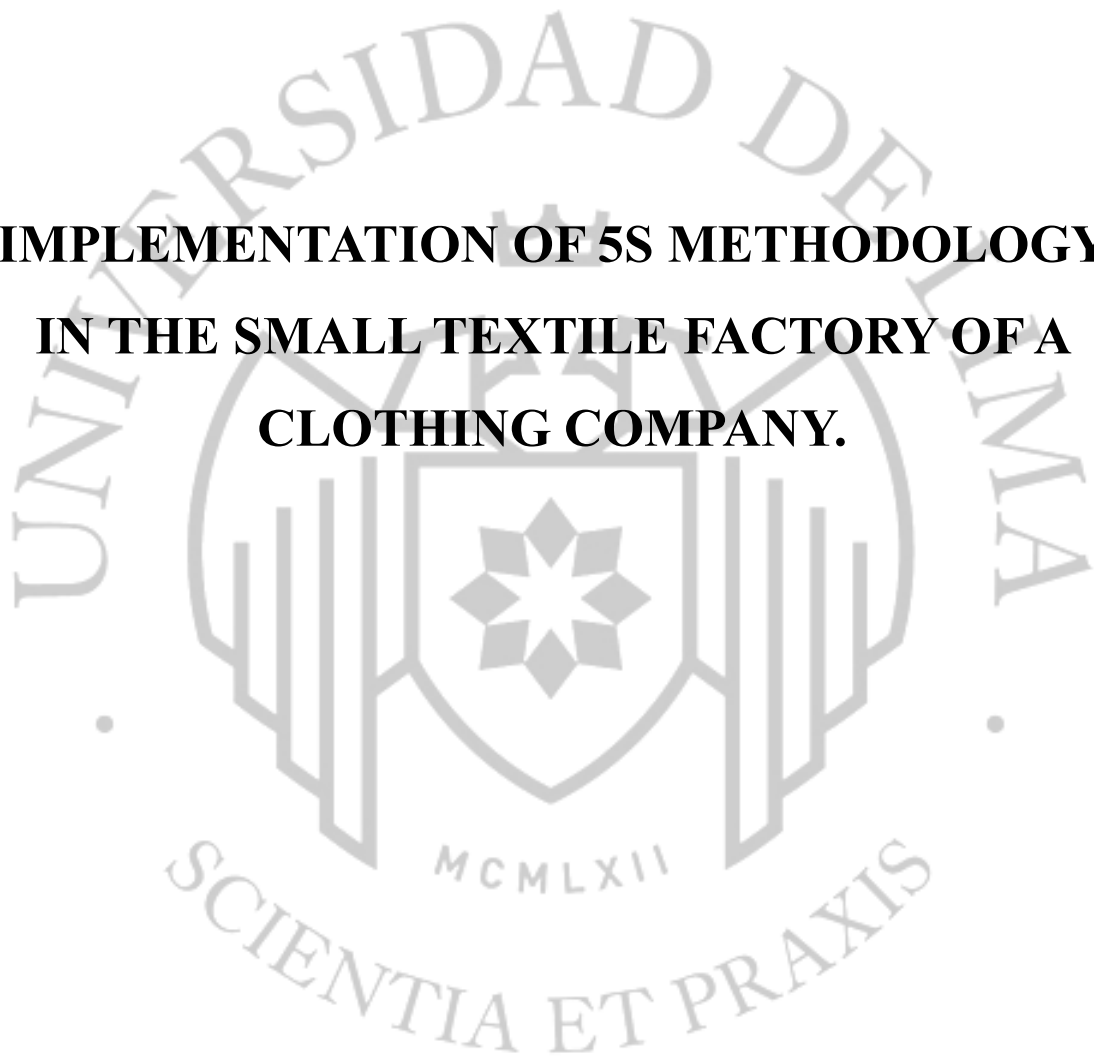 UNIVERSIDAD DE LIMA
IMPLEMENTATION OF 5S METHODOLOGY
IN THE SMALL TEXTILE FACTORY OF A
CLOTHING COMPANY.
MCMLXII
SCIENTIA ET PRAXIS